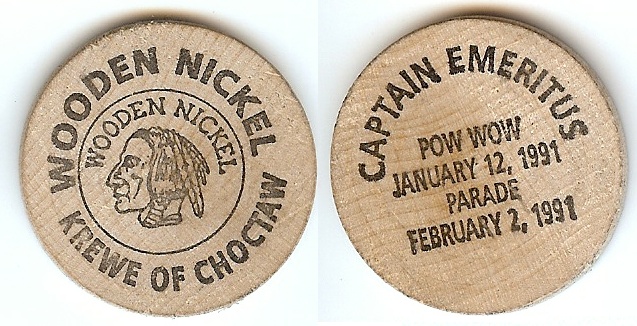 WOODEN NICKEL
WOODEN NICKEL
KREWE OF CHOCTAW
CAPTAIN EMERITUS
POW WOW
JANUARY 12, 1991
PARADE
FEBRUARY 2, 1991